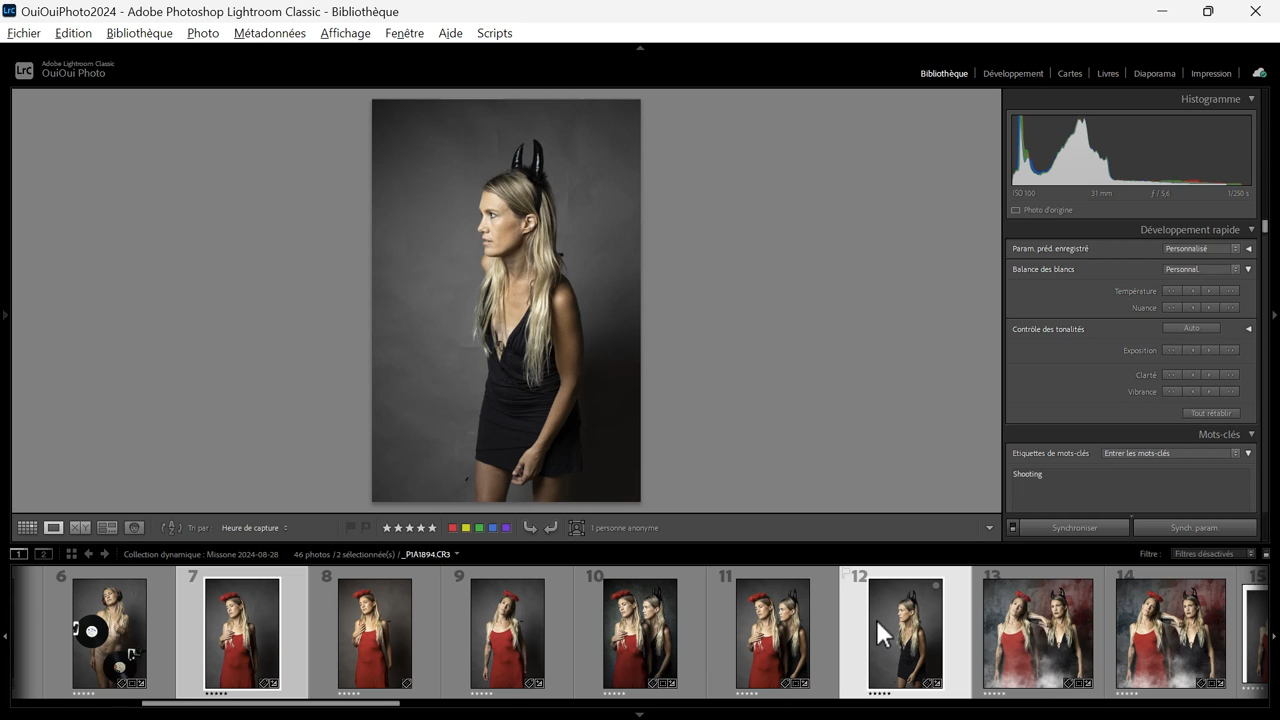 OuiOuiPhoto2024 - Adobe Photoshop Lightroom Classic - Bibliothèque
Fichier Edition Bibliothèque Photo Métadonnées Affichage Fenêtre Aide Scripts
Adobe Lightroom Classic
OuiOui Photo
Bibliothèque | Développement | Cartes | Livres | Diaporama | Impression |
Histogramme
ISO 100 31 mm ƒ / 5,6 1/250 s
Photo d'origine
Développement rapide
Param. préd. enregistré Personnalisé
Balance des blancs Personnal.
Température
Nuance
Contrôle des tonalités Auto
Exposition
Clarté
Vibrance
Tout rétablir
Mots-clés
Etiquettes de mots-clés Entrer les mots-clés
Shooting
Tri par : Heure de capture
1 personne anonyme
Synchroniser Synch. param.
1 2 Collection dynamique : Missone 2024-08-28 46 photos / 2 sélectionnée(s) / _P1A1894.CR3
Filtre : Filtres désactivés
6 7 8 9 10 11 12 13 14 15